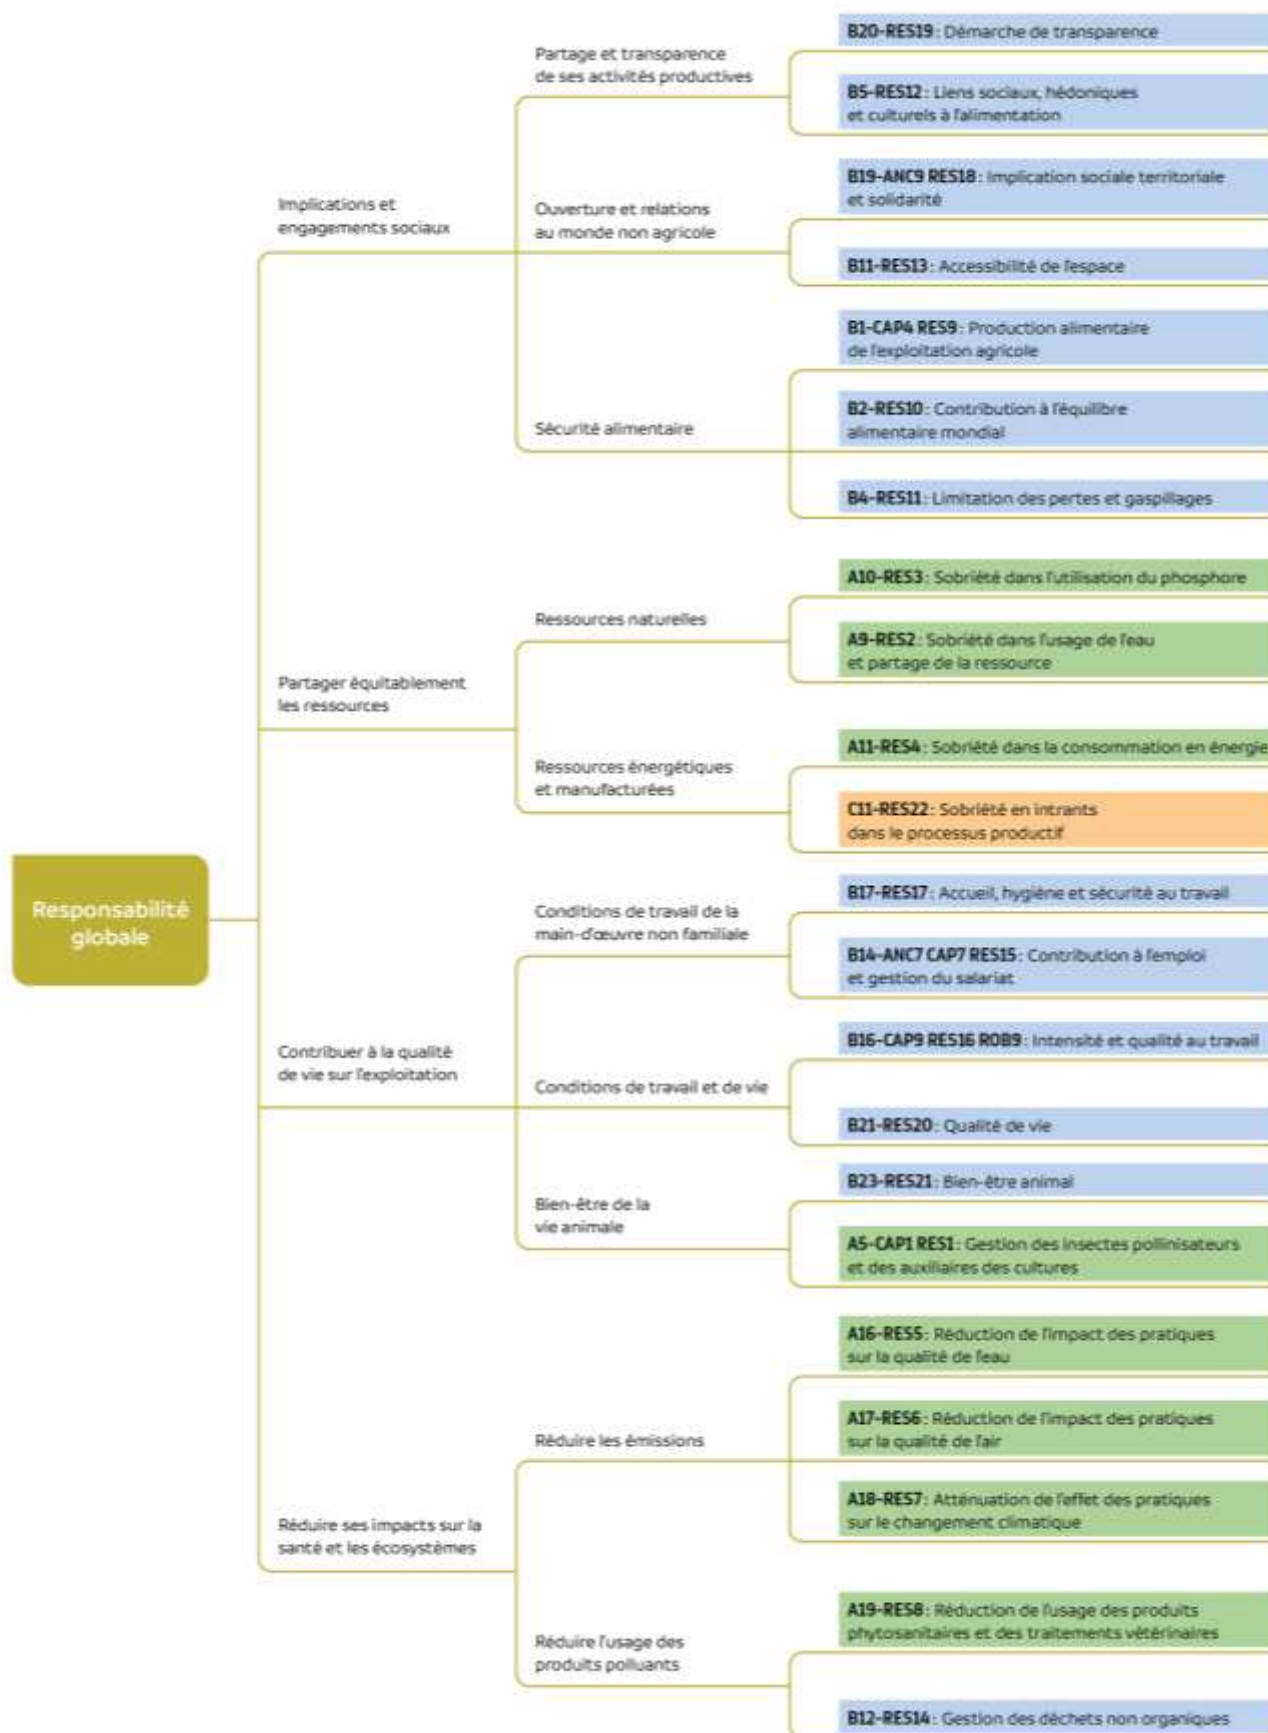 Responsabilité
globale
Implications et
engagements sociaux
Partage et transparence
de ses activités productives
B20-RES19 : Démarche de transparence
B5-RES12 : Liens sociaux, hédoniques
et culturels à l'alimentation
Ouverture et relations
au monde non agricole
B19-ANC9 RES18 : Implication sociale territoriale
et solidarité
B11-RES13 : Accessibilité de l'espace
Sécurité alimentaire
B1-CAP4 RES9 : Production alimentaire
de l'exploitation agricole
B2-RES10 : Contribution à l'équilibre
alimentaire mondial
B4-RES11 : Limitation des pertes et gaspillages
Partager équitablement
les ressources
Ressources naturelles
A10-RES3 : Sobriété dans l'utilisation du phosphore
A9-RES2 : Sobriété dans l'usage de l'eau
et partage de la ressource
Ressources énergétiques
et manufacturées
A11-RES4 : Sobriété dans la consommation en énergie
C11-RES22 : Sobriété en intrants
dans le processus productif
Contribuer à la qualité
de vie sur l'exploitation
Conditions de travail de la
main-d'œuvre non familiale
B17-RES17 : Accueil, hygiène et sécurité au travail
B14-ANC7 CAP7 RES15 : Contribution à l'emploi
et gestion du salariat
Conditions de travail et de vie
B16-CAP9 RES16 ROB9 : Intensité et qualité au travail
B21-RES20 : Qualité de vie
Bien-être de la
vie animale
B23-RES21 : Bien-être animal
A5-CAP1 RES1 : Gestion des insectes pollinisateurs
et des auxiliaires des cultures
Réduire ses impacts sur la
santé et les écosystèmes
Réduire les émissions
A16-RES5 : Réduction de l'impact des pratiques
sur la qualité de l'eau
A17-RES6 : Réduction de l'impact des pratiques
sur la qualité de l'air
A18-RES7 : Atténuation de l'effet des pratiques
sur le changement climatique
Réduire l'usage des
produits polluants
A19-RES8 : Réduction de l'usage des produits
phytosanitaires et des traitements vétérinaires
B12-RES14 : Gestion des déchets non organiques